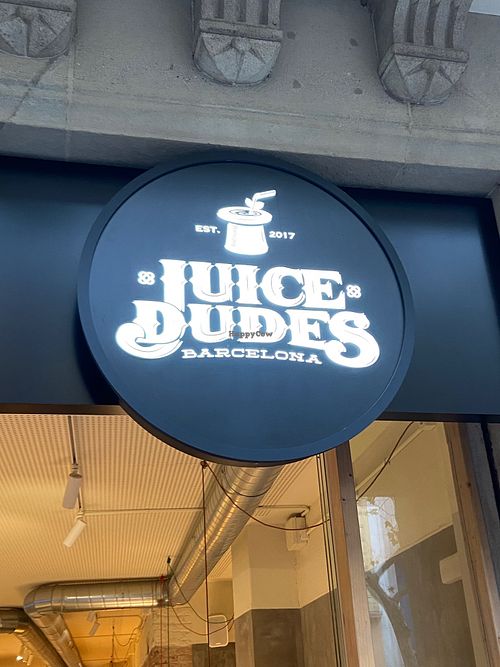 EST. 2017
JUICE
DUDES
HappyCow
BARCELONA